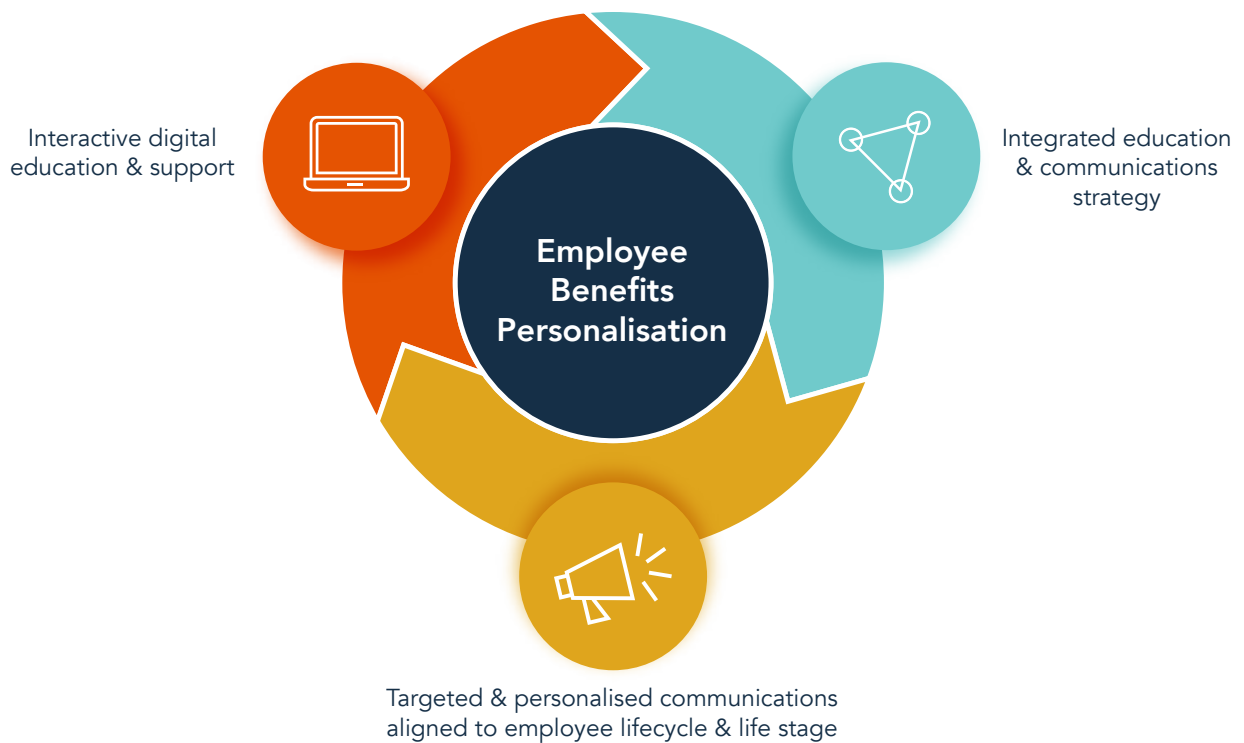 Interactive digital
education & support
Employee
Benefits
Personalisation
Integrated education
& communications
strategy
Targeted & personalised communications
aligned to employee lifecycle & life stage